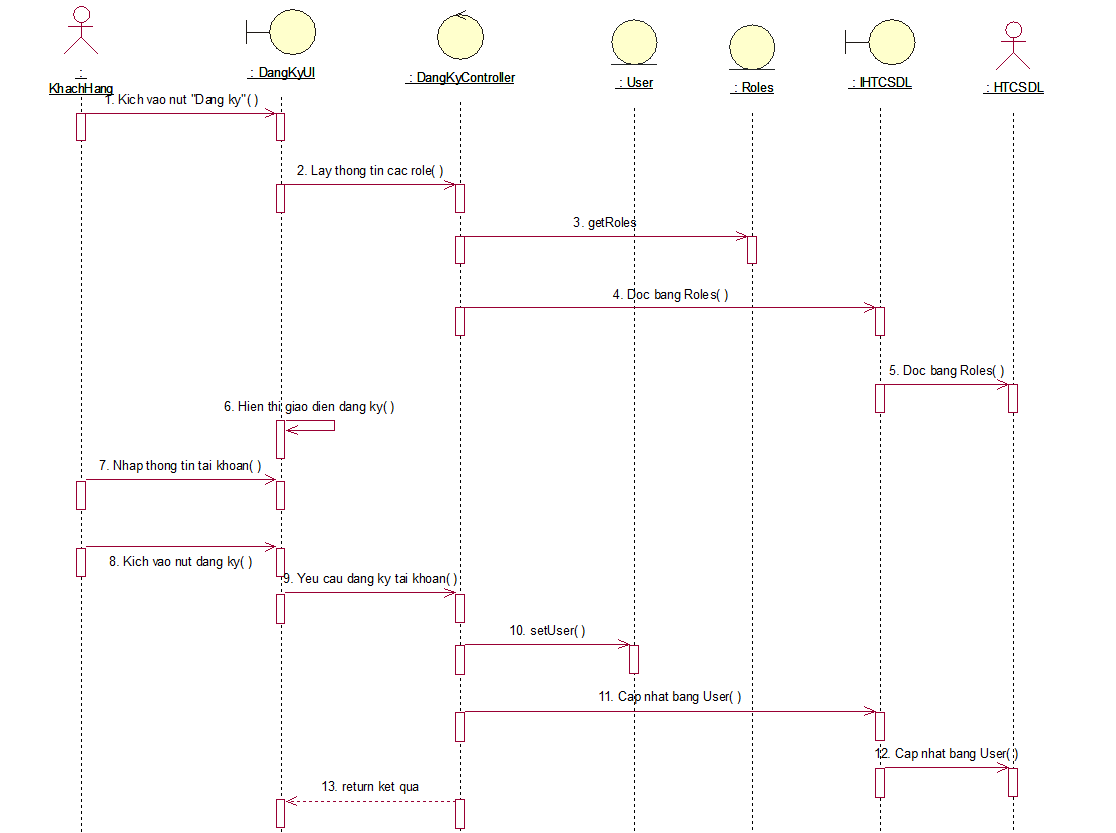 :
KhachHang
: DangKyUI
: DangKyController
: User
: Roles
: IHTCSDL
: HTCSDL
1. Kich vao nut "Dang ky"( )
2. Lay thong tin cac role( )
3. getRoles
4. Doc bang Roles( )
5. Doc bang Roles( )
6. Hien thi giao dien dang ky( )
7. Nhap thong tin tai khoan( )
8. Kich vao nut dang ky( )
9. Yeu cau dang ky tai khoan( )
10. setUser( )
11. Cap nhat bang User( )
12. Cap nhat bang User( )
13. return ket qua